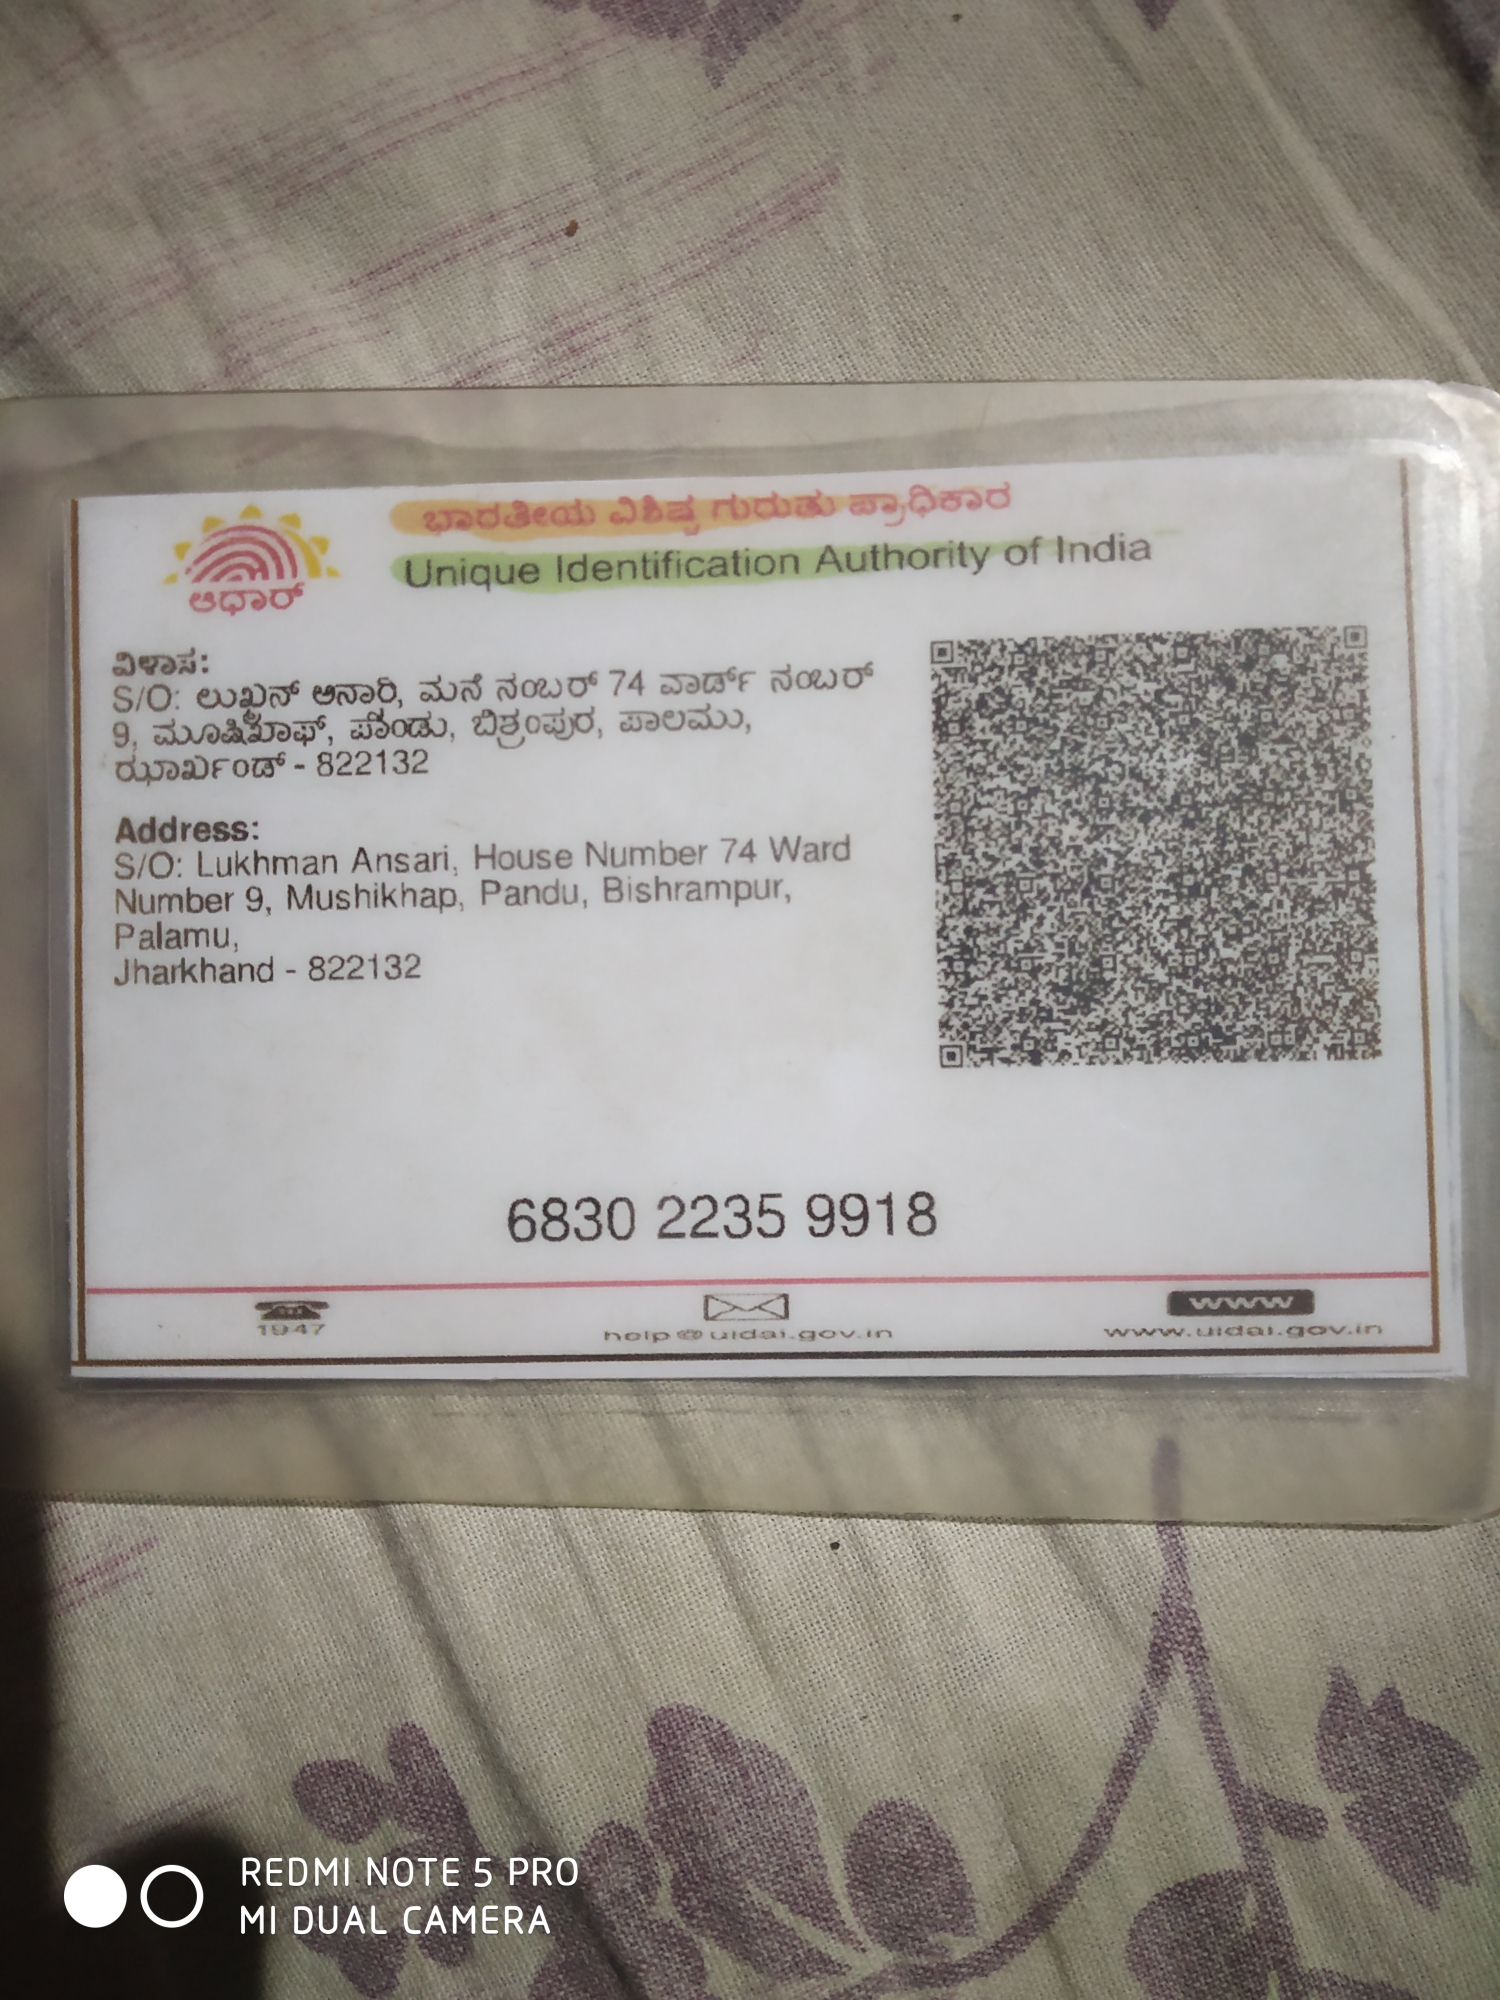 ಭಾರತೀಯ ವಿಶಿಷ್ಟ ಗುರುತು ಪ್ರಾಧಿಕಾರ
Unique Identification Authority of India
ಆಧಾರ್
ವಿಳಾಸ:
S/O: ಲುಖ್ಮನ್ ಅನಾರಿ, ಮನೆ ನಂಬರ್ 74 ವಾರ್ಡ್ ನಂಬರ್
9, ಮೂಷಿಖಾಫ್, ಪಾಂಡು, ಬಿಶ್ರಂಪುರ, ಪಾಲಮು,
ಝಾರ್ಖಂಡ್ - 822132
Address:
S/O: Lukhman Ansari, House Number 74 Ward
Number 9, Mushikhap, Pandu, Bishrampur,
Palamu,
Jharkhand - 822132
6830 2235 9918
1947
help@uidai.gov.in
WWW
www.uidai.gov.in
REDMI NOTE 5 PRO
MI DUAL CAMERA